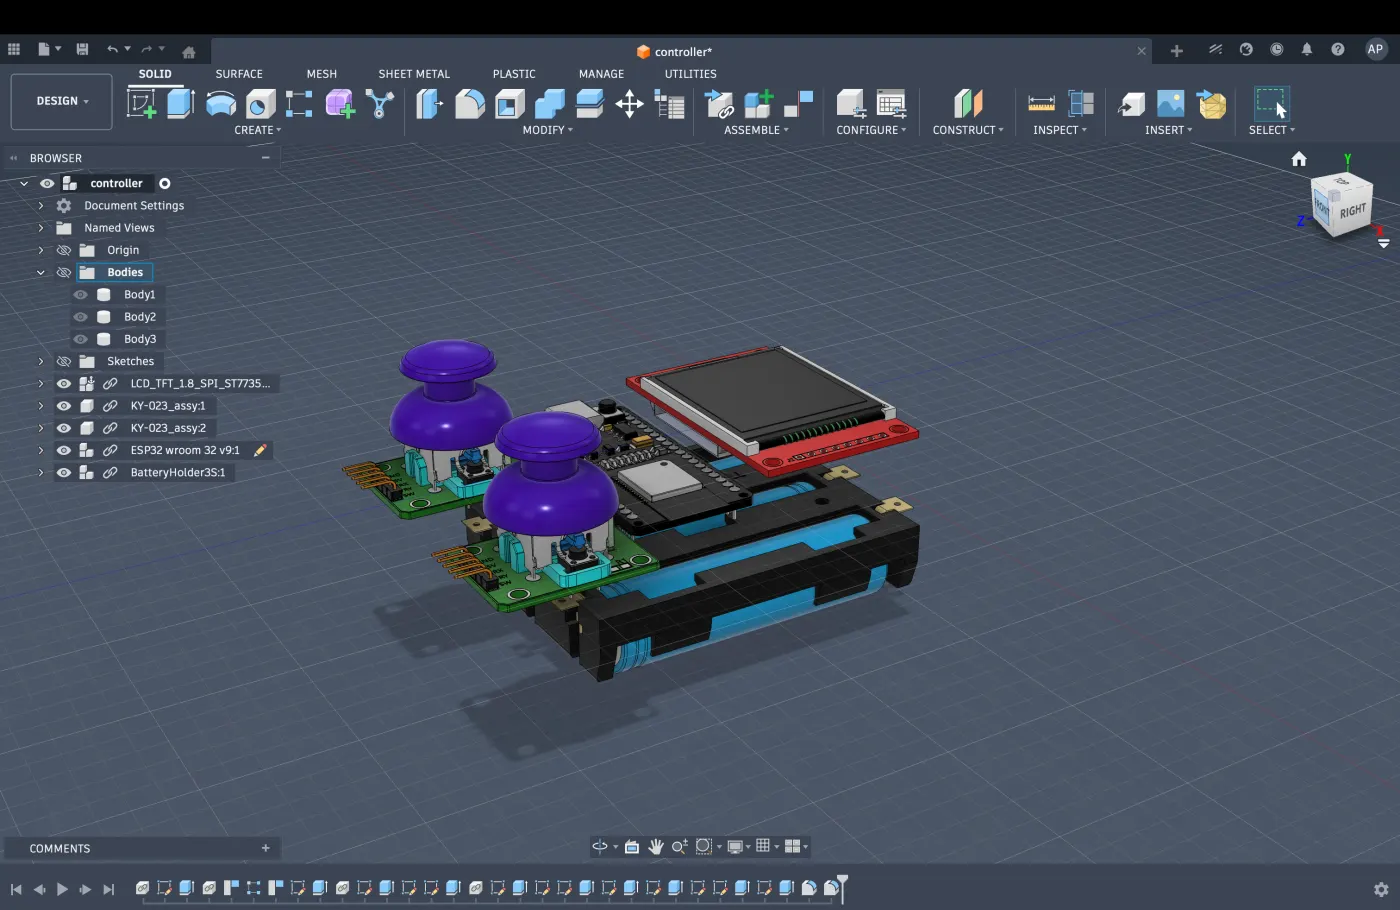 controller*
AP
DESIGN
SOLID
SURFACE
MESH
SHEET METAL
PLASTIC
MANAGE
UTILITIES
CREATE
MODIFY
ASSEMBLE
CONFIGURE
CONSTRUCT
INSPECT
INSERT
SELECT
BROWSER
controller
Document Settings
Named Views
Origin
Bodies
Body1
Body2
Body3
Sketches
LCD_TFT_1.8_SPI_ST7735...
KY-023_assy:1
KY-023_assy:2
ESP32 wroom 32 v9:1
BatteryHolder3S:1
Y
TOP
FRONT
RIGHT
Z
X
COMMENTS